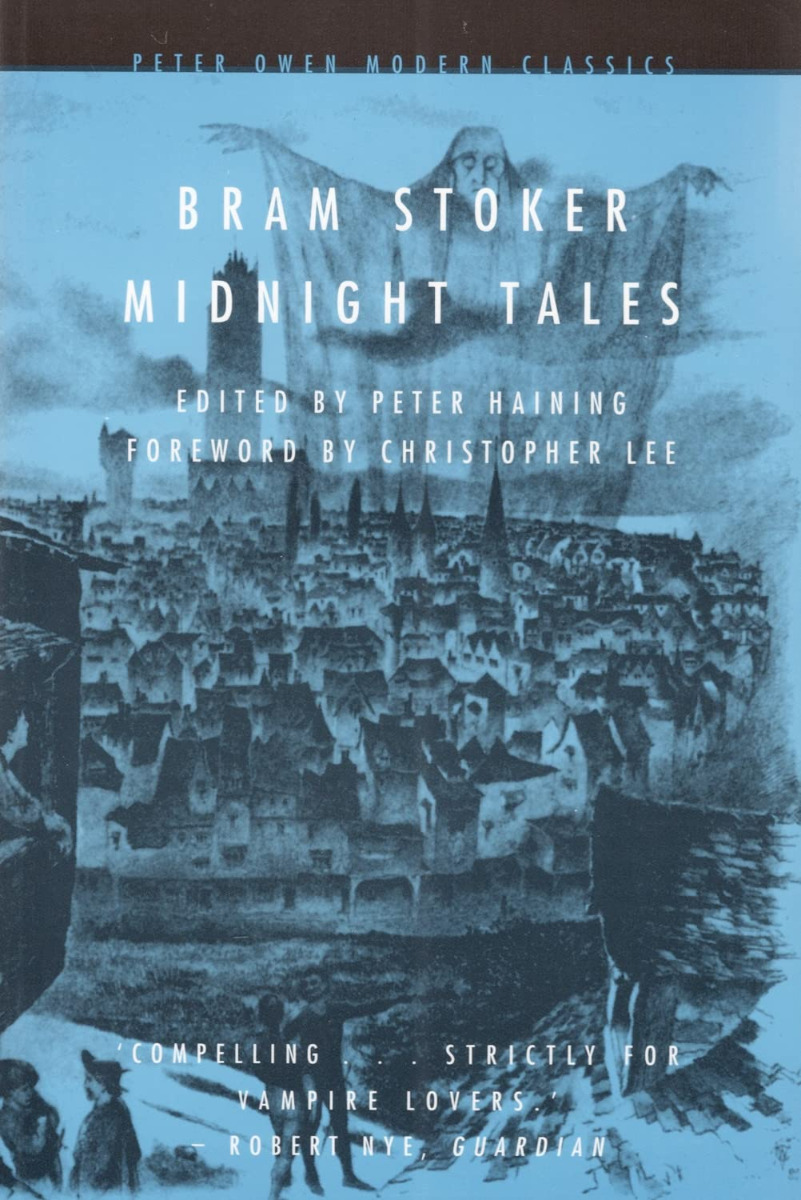 PETER OWEN MODERN CLASSICS
BRAM STOKER
MIDNIGHT TALES
EDITED BY PETER HAINING
FOREWORD BY CHRISTOPHER LEE
‘COMPELLING . . . STRICTLY FOR
VAMPIRE LOVERS.’
– ROBERT NYE, GUARDIAN